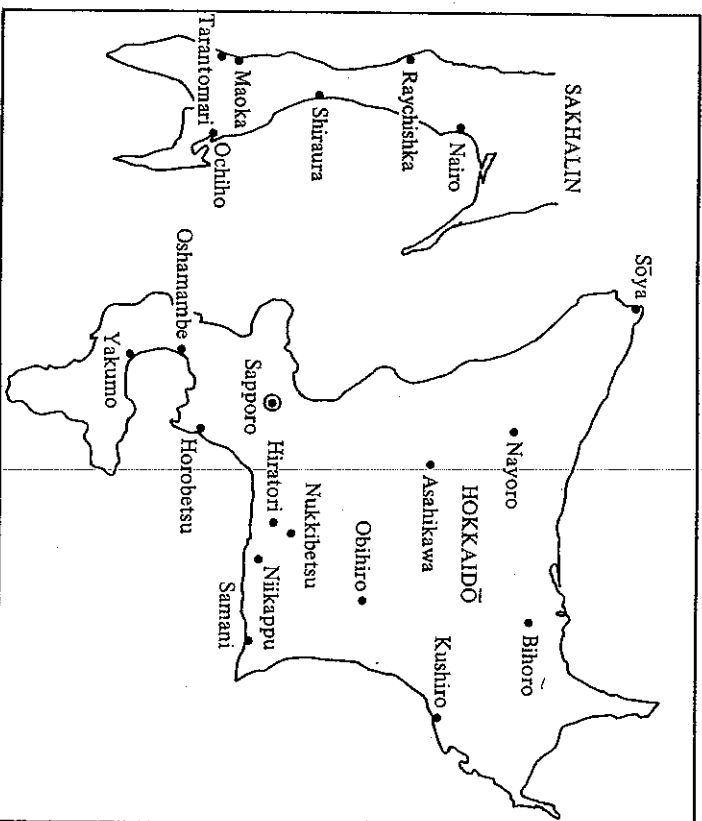 SAKHALIN
Nairo
Raychishka
Shiraura
Maoka
Tarantomari
Ochiho
Sōya
Nayoro
HOKKAIDŌ
Bihoro
Asahikawa
Kushiro
Obihiro
Nukkibetsu
Hiratori
Sapporo
Niikappu
Samani
Horobetsu
Oshamambe
Yakumo